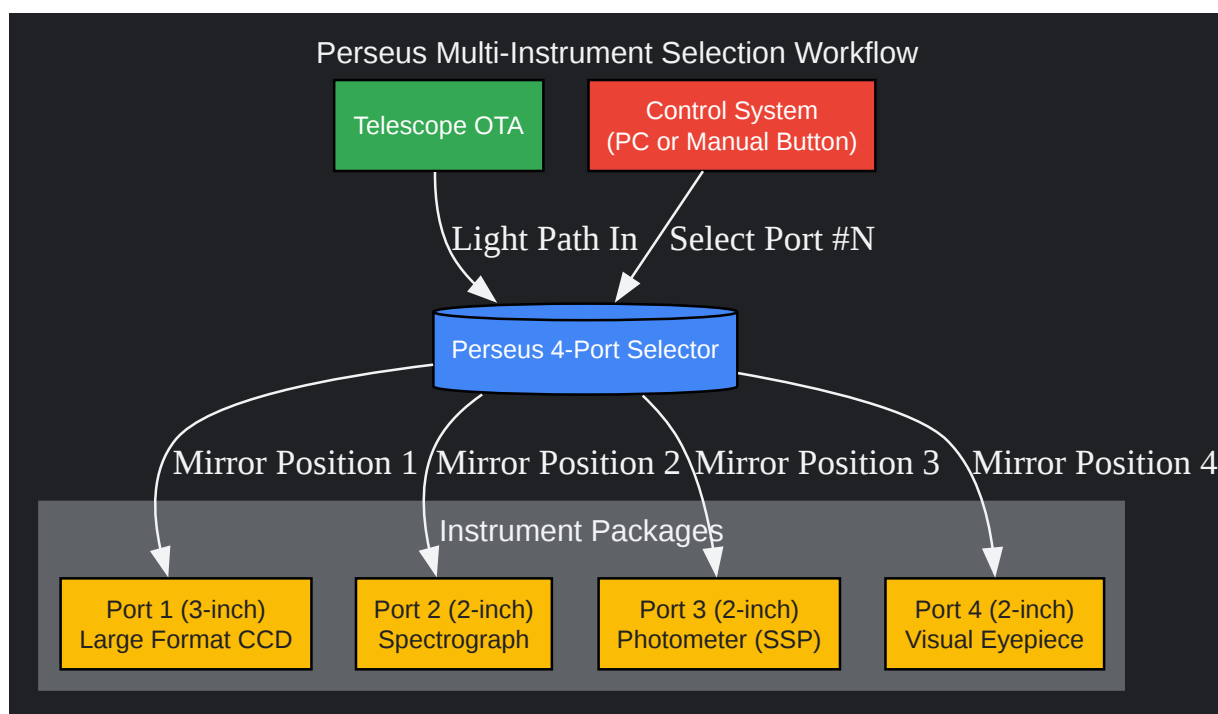 Perseus Multi-Instrument Selection Workflow
Telescope OTA
Control System
(PC or Manual Button)
Light Path In
Select Port #N
Perseus 4-Port Selector
Mirror Position 1
Mirror Position 2
Mirror Position 3
Mirror Position 4
Instrument Packages
Port 1 (3-inch)
Large Format CCD
Port 2 (2-inch)
Spectrograph
Port 3 (2-inch)
Photometer (SSP)
Port 4 (2-inch)
Visual Eyepiece